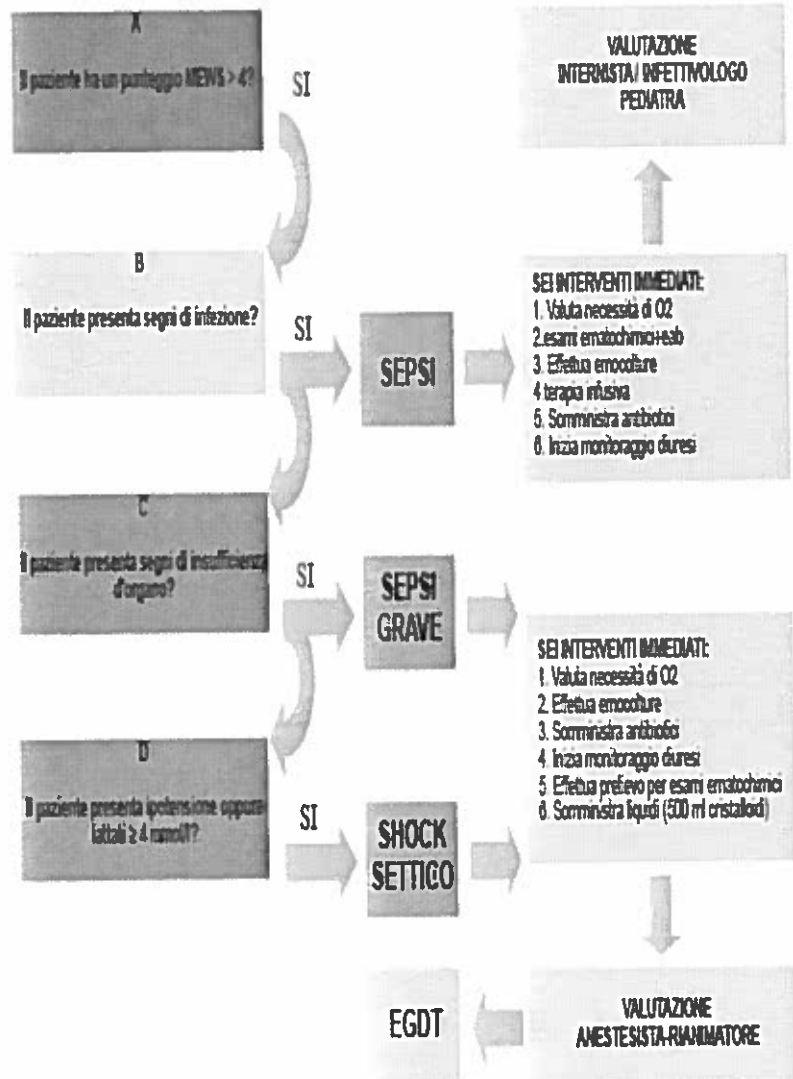 A
Il paziente ha un punteggio MEWS > 4?
SI
VALUTAZIONE
INTERNISTA / INFETTIVOLOGO
PEDIATRA
B
Il paziente presenta segni di infezione?
SI
SEPSI
SEI INTERVENTI IMMEDIATI:
1. Valuta necessità di O2
2.esami ematochimici+eab
3. Effettua emocolture
4 terapia infusiva
5. Somministra antibiotici
6. Inizia monitoraggio diuresi
C
Il paziente presenta segni di insufficienza
d'organo?
SI
SEPSI
GRAVE
SEI INTERVENTI IMMEDIATI:
1. Valuta necessità di O2
2. Effettua emocolture
3. Somministra antibiotici
4. Inizia monitoraggio diuresi
5. Effettua prelievo per esami ematochimici
6. Somministra liquidi (500 ml cristalloidi)
D
Il paziente presenta ipotensione oppure
lattati ≥ 4 mmol/l?
SI
SHOCK
SETTICO
EGDT
VALUTAZIONE
ANESTESISTA-RIANIMATORE